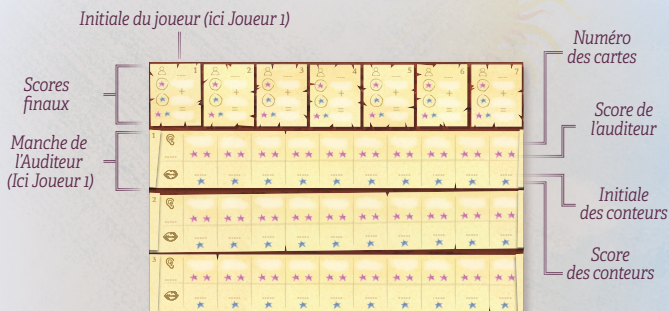 Initiale du joueur (ici Joueur 1)
Numéro
des cartes
Scores
finaux
1 2 3 4 5 6 7
+ + + + + + +
Score de
l'auditeur
Manche de
l'Auditeur
(Ici Joueur 1)
1
Initiale
des conteurs
2
Score
des conteurs
3